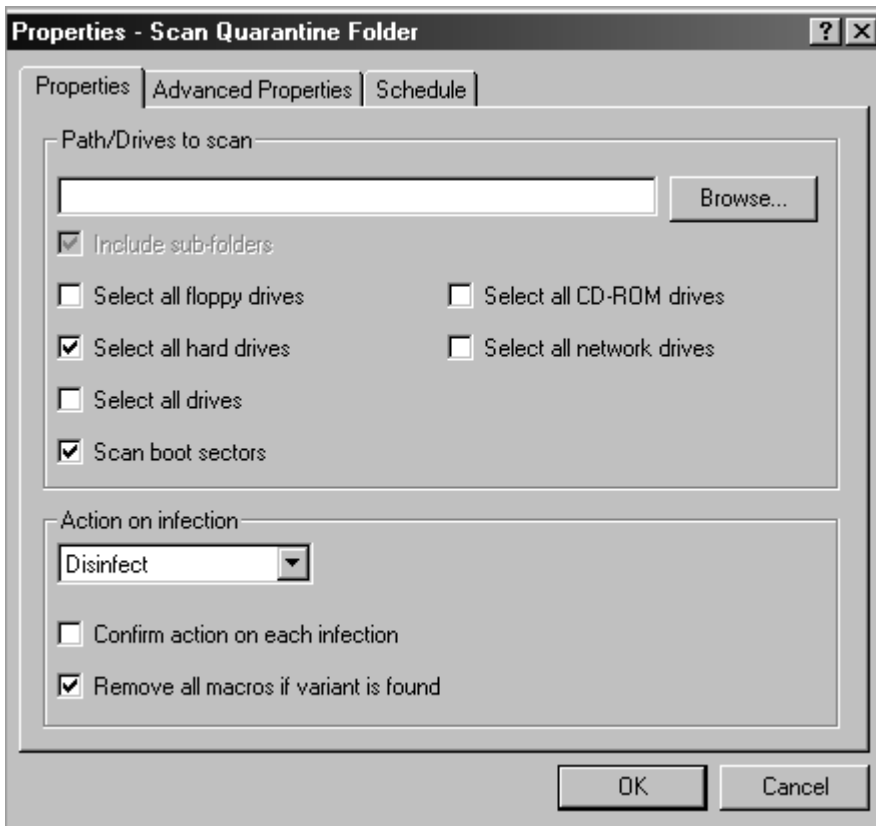 Properties - Scan Quarantine Folder
Properties Advanced Properties Schedule
Path/Drives to scan
Browse...
Include sub-folders
Select all floppy drives Select all CD-ROM drives
Select all hard drives Select all network drives
Select all drives
Scan boot sectors
Action on infection
Disinfect
Confirm action on each infection
Remove all macros if variant is found
OK Cancel